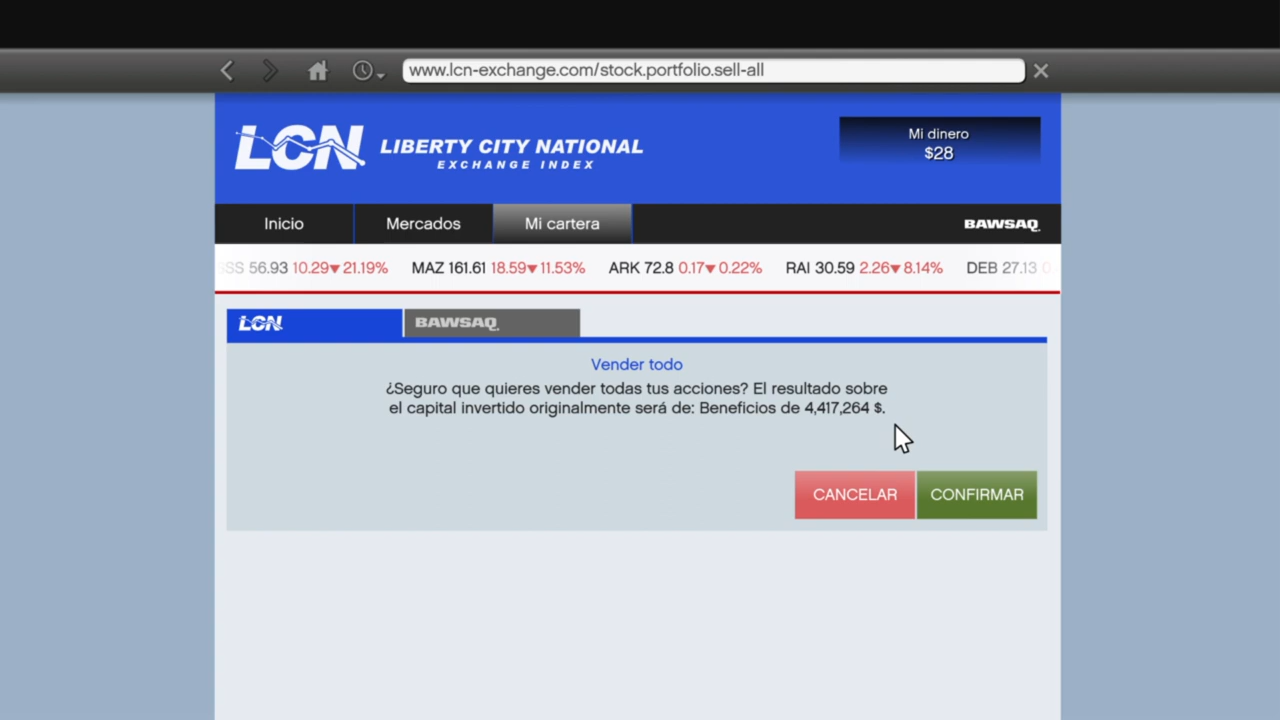 www.lcn-exchange.com/stock.portfolio.sell-all
LCN LIBERTY CITY NATIONAL
EXCHANGE INDEX
Mi dinero
$28
Inicio Mercados Mi cartera BAWSAQ
SS 56.93 10.29▼21.19% MAZ 161.61 18.59▼11.53% ARK 72.8 0.17▼0.22% RAI 30.59 2.26▼8.14% DEB 27.13
LCN BAWSAQ
Vender todo
¿Seguro que quieres vender todas tus acciones? El resultado sobre
el capital invertido originalmente será de: Beneficios de 4,417,264 $.
CANCELAR CONFIRMAR